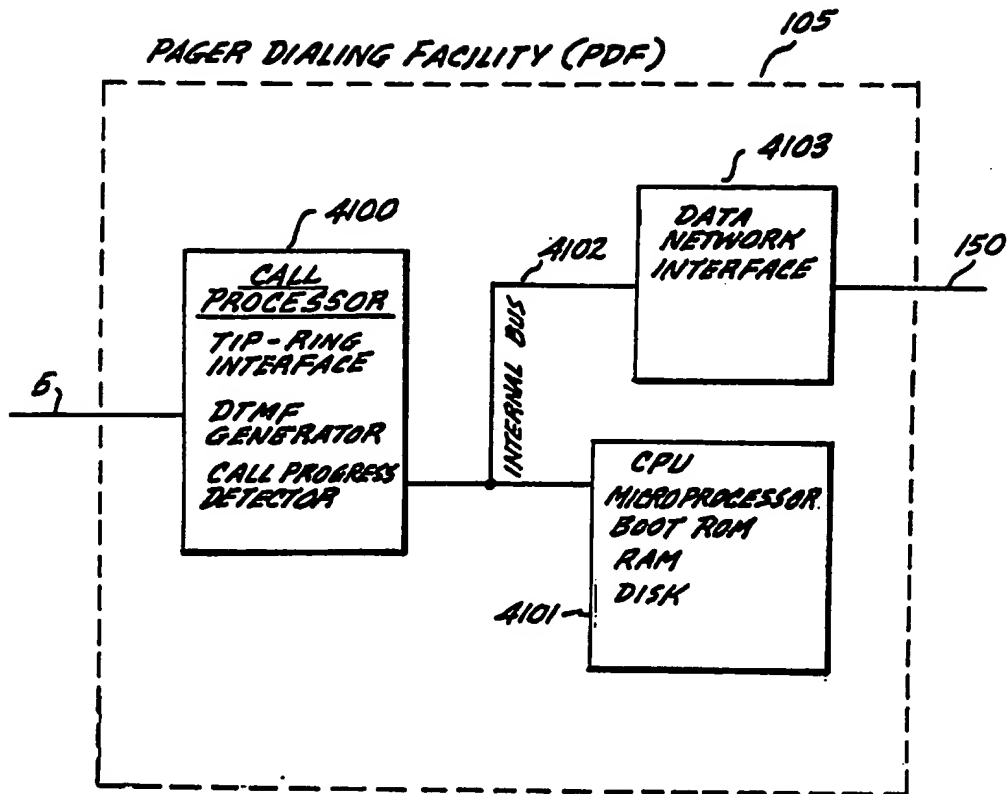 PAGER DIALING FACILITY (PDF)
105
4103
4100
DATA
NETWORK
INTERFACE
4102
150
CALL
PROCESSOR
TIP-RING
INTERFACE
DTMF
GENERATOR
CALL PROGRESS
DETECTOR
INTERNAL BUS
5
CPU
MICROPROCESSOR
BOOT ROM
RAM
DISK
4101